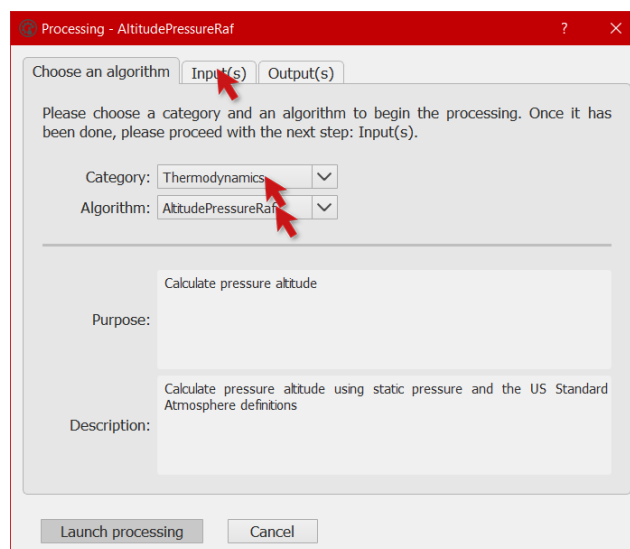 Processing - AltitudePressureRaf ?
Choose an algorithm Input(s) Output(s)
Please choose a category and an algorithm to begin the processing. Once it has
been done, please proceed with the next step: Input(s).
Category: Thermodynamics
Algorithm: AltitudePressureRaf
Calculate pressure altitude
Purpose:
Calculate pressure altitude using static pressure and the US Standard
Atmosphere definitions
Description:
Launch processing Cancel